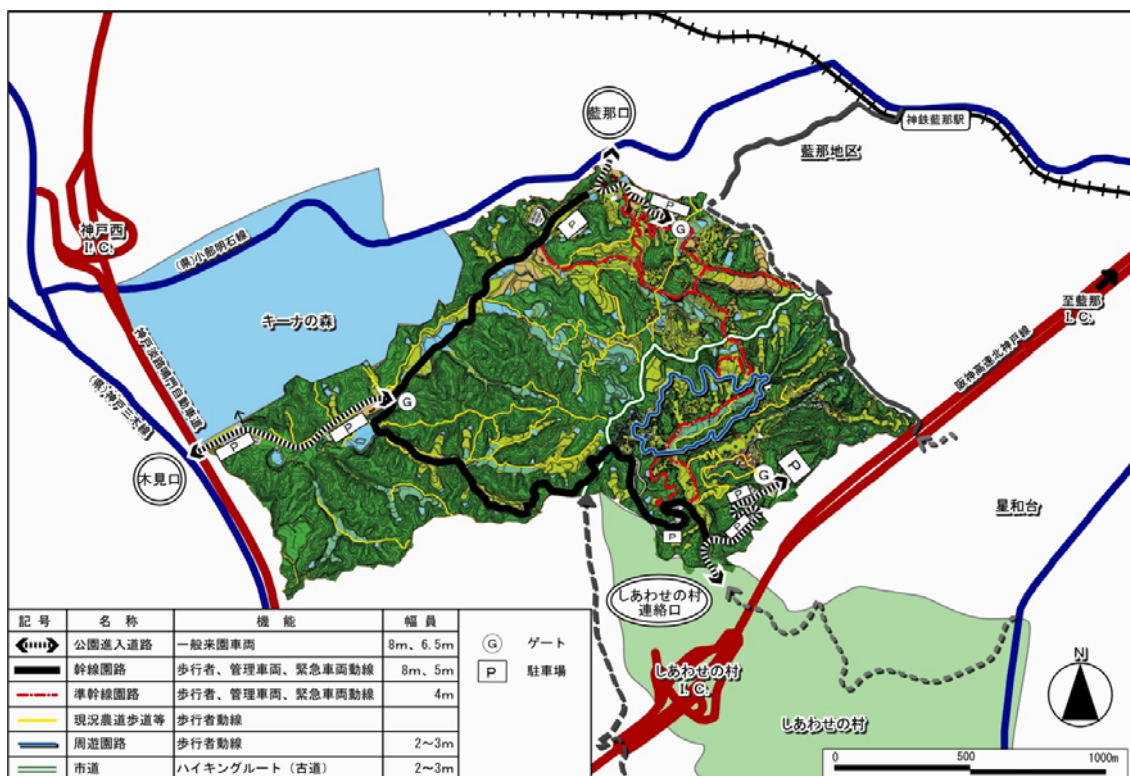 藍那口
神鉄藍那駅
藍那地区
神戸西
I.C.
(県)小部明石線
キーナの森
至藍那
I.C.
阪神高速北神戸線
神戸淡路鳴門自動車道
(県)神戸三木線
P
P
G
G
P
P
木見口
G
P
P
P
P
星和台
しあわせの村
連絡口
しあわせの村
I.C.
しあわせの村
N
0 500 1000m
記号 名称 機能 幅員
公園進入道路 一般来園車両 8m、6.5m
幹線園路 歩行者、管理車両、緊急車両動線 8m、5m
準幹線園路 歩行者、管理車両、緊急車両動線 4m
現況農道歩道等 歩行者動線
周遊園路 歩行者動線 2~3m
市道 ハイキングルート(古道) 2~3m
G ゲート
P 駐車場